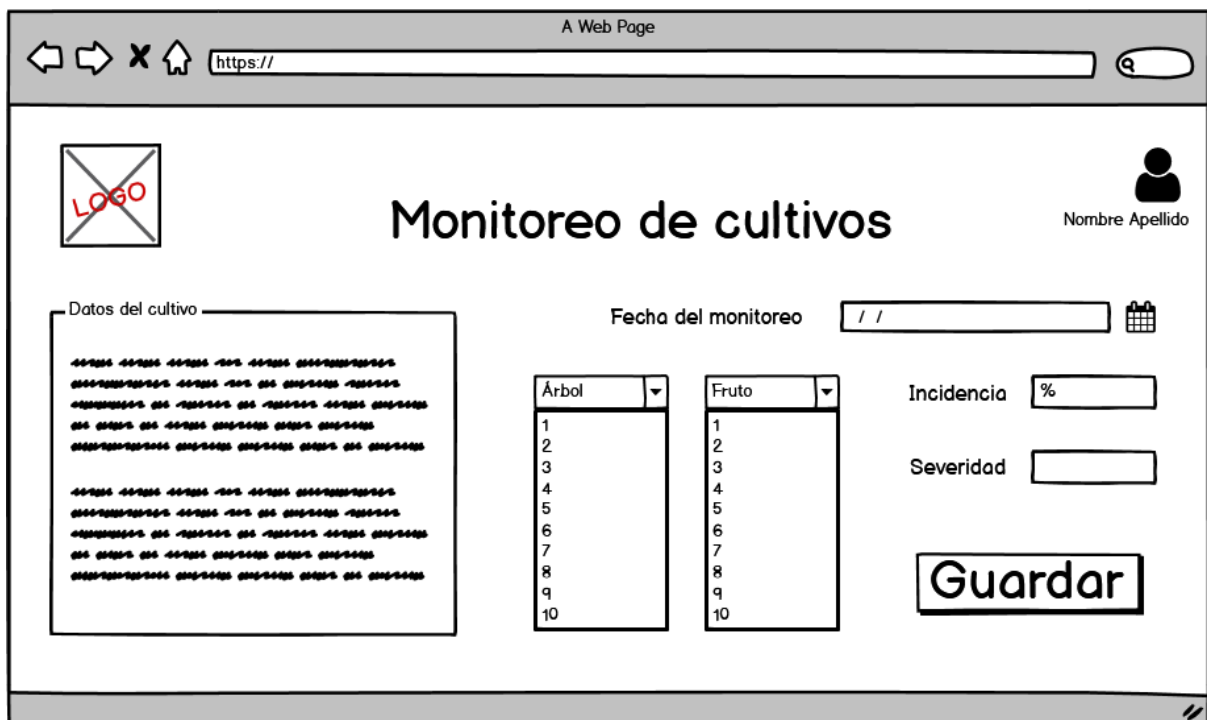 A Web Page
https://
LOGO
Monitoreo de cultivos
Nombre Apellido
Datos del cultivo
Fecha del monitoreo
/ /
Árbol
1
2
3
4
5
6
7
8
9
10
Fruto
1
2
3
4
5
6
7
8
9
10
Incidencia
%
Severidad
Guardar